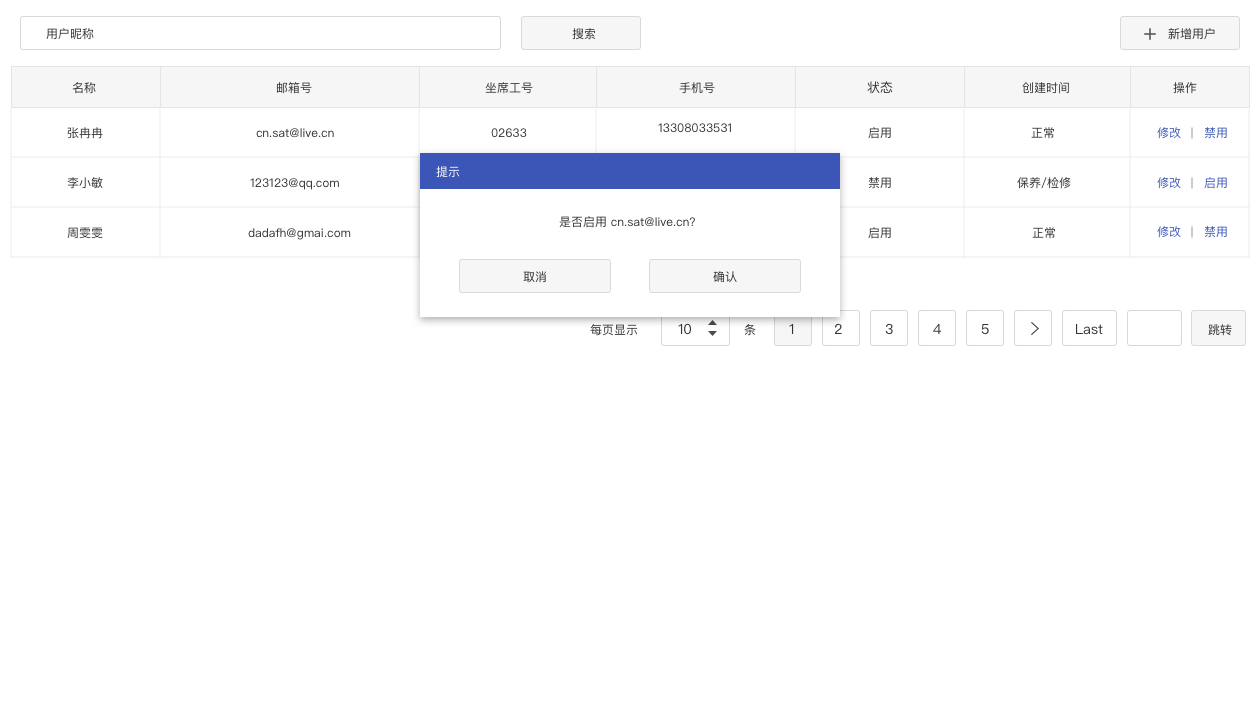 用户昵称 搜索 新增用户
名称 邮箱号 坐席工号 手机号 状态 创建时间 操作
张冉冉 cn.sat@live.cn 02633 13308033531 启用 正常 修改 | 禁用
李小敏 123123@qq.com 禁用 保养/检修 修改 | 启用
周雯雯 dadafh@gmai.com 启用 正常 修改 | 禁用
提示
是否启用 cn.sat@live.cn?
取消 确认
每页显示 10 条 1 2 3 4 5 > Last 跳转